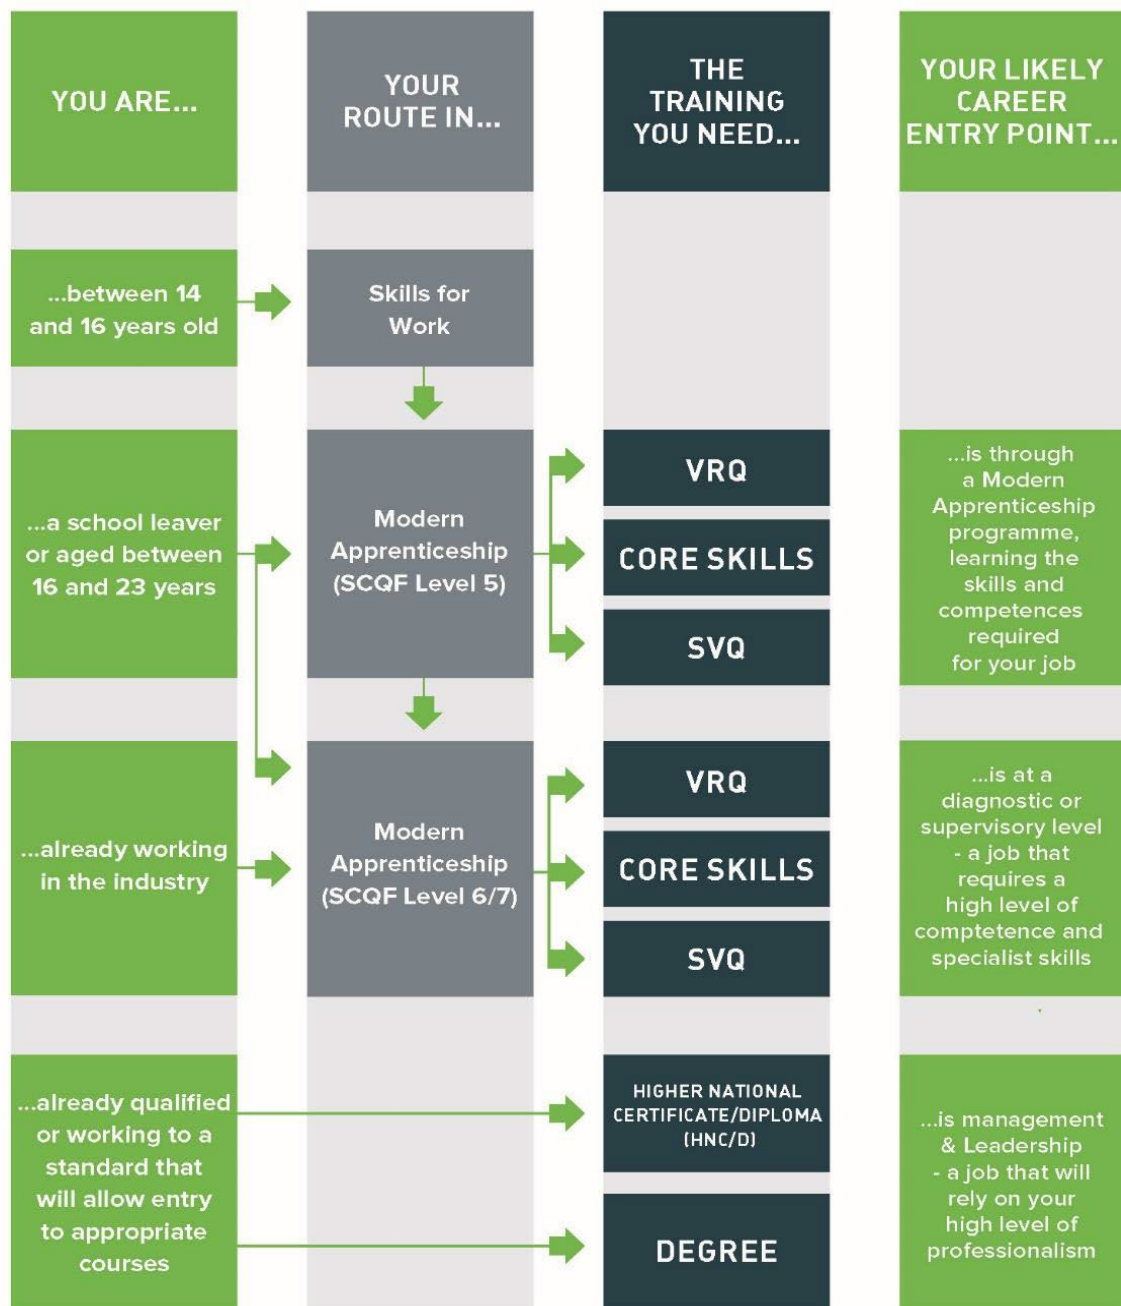 YOU ARE...
YOUR
ROUTE IN...
THE
TRAINING
YOU NEED...
YOUR LIKELY
CAREER
ENTRY POINT...
...between 14
and 16 years old
Skills for
Work
...a school leaver
or aged between
16 and 23 years
Modern
Apprenticeship
(SCQF Level 5)
VRQ
CORE SKILLS
SVQ
...is through
a Modern
Apprenticeship
programme,
learning the
skills and
competences
required
for your job
...already working
in the industry
Modern
Apprenticeship
(SCQF Level 6/7)
VRQ
CORE SKILLS
SVQ
...is at a
diagnostic or
supervisory level
- a job that
requires a
high level of
comptetence and
specialist skills
...already qualified
or working to a
standard that
will allow entry
to appropriate
courses
HIGHER NATIONAL
CERTIFICATE/DIPLOMA
(HNC/D)
DEGREE
...is management
& Leadership
- a job that will
rely on your
high level of
professionalism